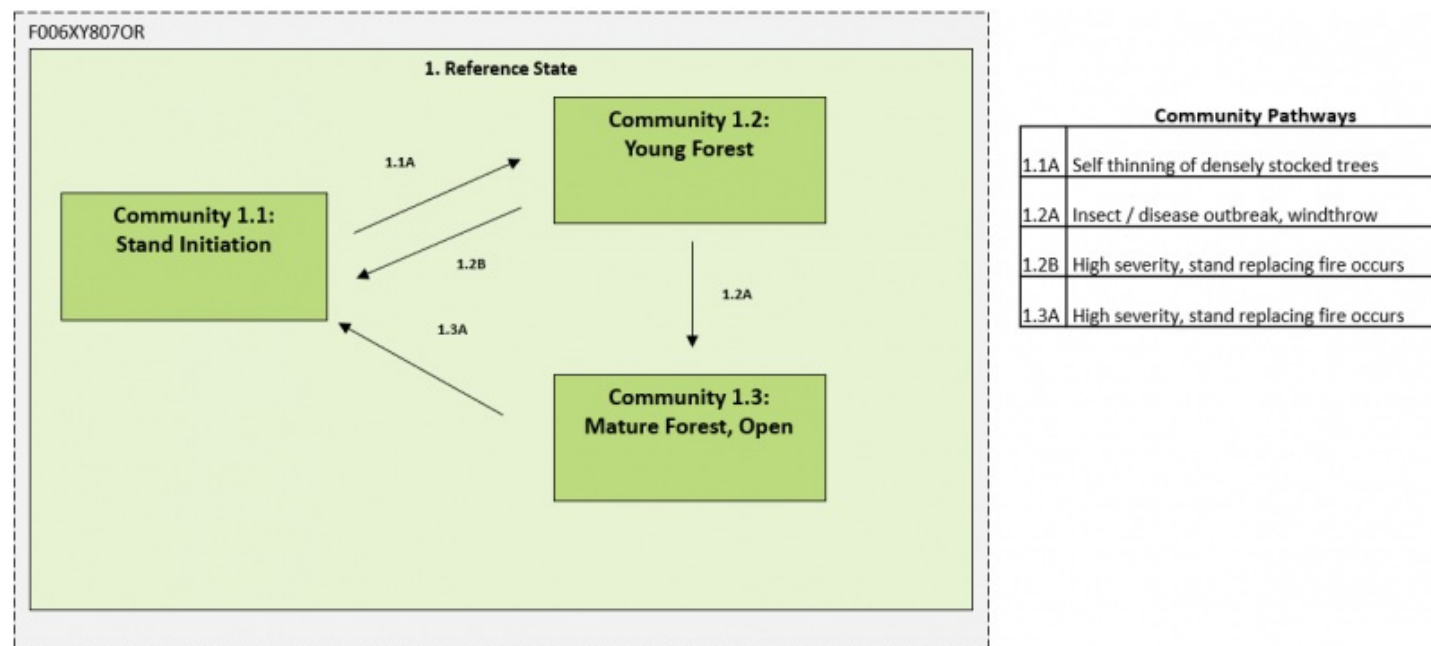 F006XY807OR
1. Reference State
Community 1.1:
Stand Initiation
1.1A
1.2B
1.3A
Community 1.2:
Young Forest
1.2A
Community 1.3:
Mature Forest, Open
Community Pathways
1.1A Self thinning of densely stocked trees
1.2A Insect / disease outbreak, windthrow
1.2B High severity, stand replacing fire occurs
1.3A High severity, stand replacing fire occurs